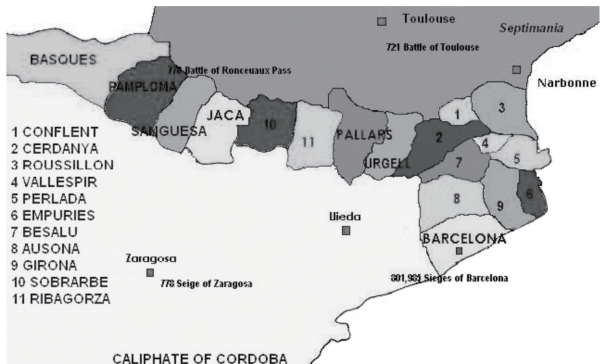 Toulouse
Septimania
721 Battle of Toulouse
BASQUES
778 Battle of Ronceuaux Pass
Narbonne
PAMPLOMA
JACA
SANGUESA
10
11
PALLARS
URGELL
1
2
3
4
5
6
7
8
9
1 CONFLENT
2 CERDANYA
3 ROUSSILLON
4 VALLESPIR
5 PERLADA
6 EMPURIES
7 BESALU
8 AUSONA
9 GIRONA
10 SOBRARBE
11 RIBAGORZA
Llieda
BARCELONA
Zaragosa
778 Seige of Zaragosa
801,985 Sieges of Barcelona
CALIPHATE OF CORDOBA